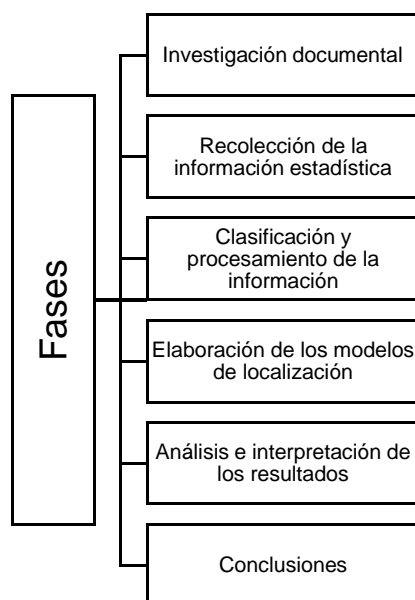 Fases
Investigación documental
Recolección de la
información estadística
Clasificación y
procesamiento de la
información
Elaboración de los modelos
de localización
Análisis e interpretación de
los resultados
Conclusiones